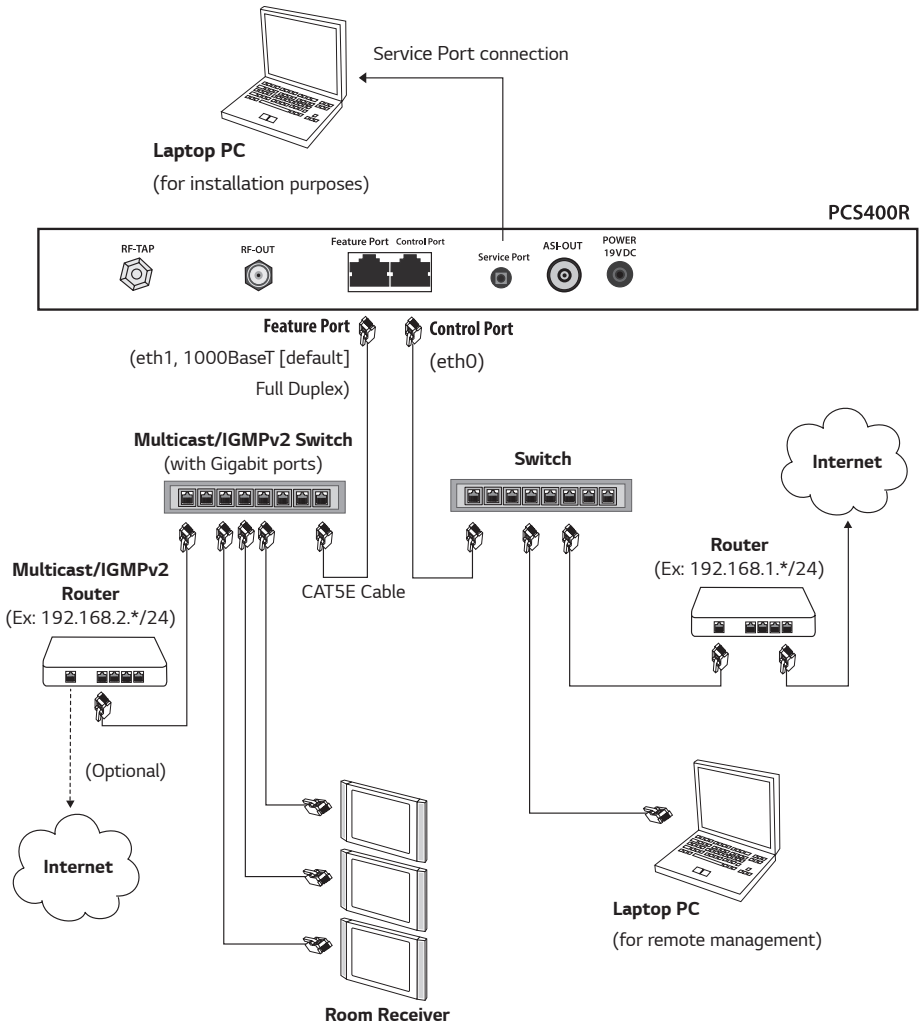 Service Port connection
Laptop PC
(for installation purposes)
PCS400R
RF-TAP
RF-OUT
Feature Port
Control Port
Service Port
ASI-OUT
POWER
19V DC
Feature Port
(eth1, 1000BaseT [default]
Full Duplex)
Control Port
(eth0)
Multicast/IGMPv2 Switch
(with Gigabit ports)
Switch
Internet
CAT5E Cable
Multicast/IGMPv2
Router
(Ex: 192.168.2.*/24)
Router
(Ex: 192.168.1.*/24)
(Optional)
Internet
Laptop PC
(for remote management)
Room Receiver